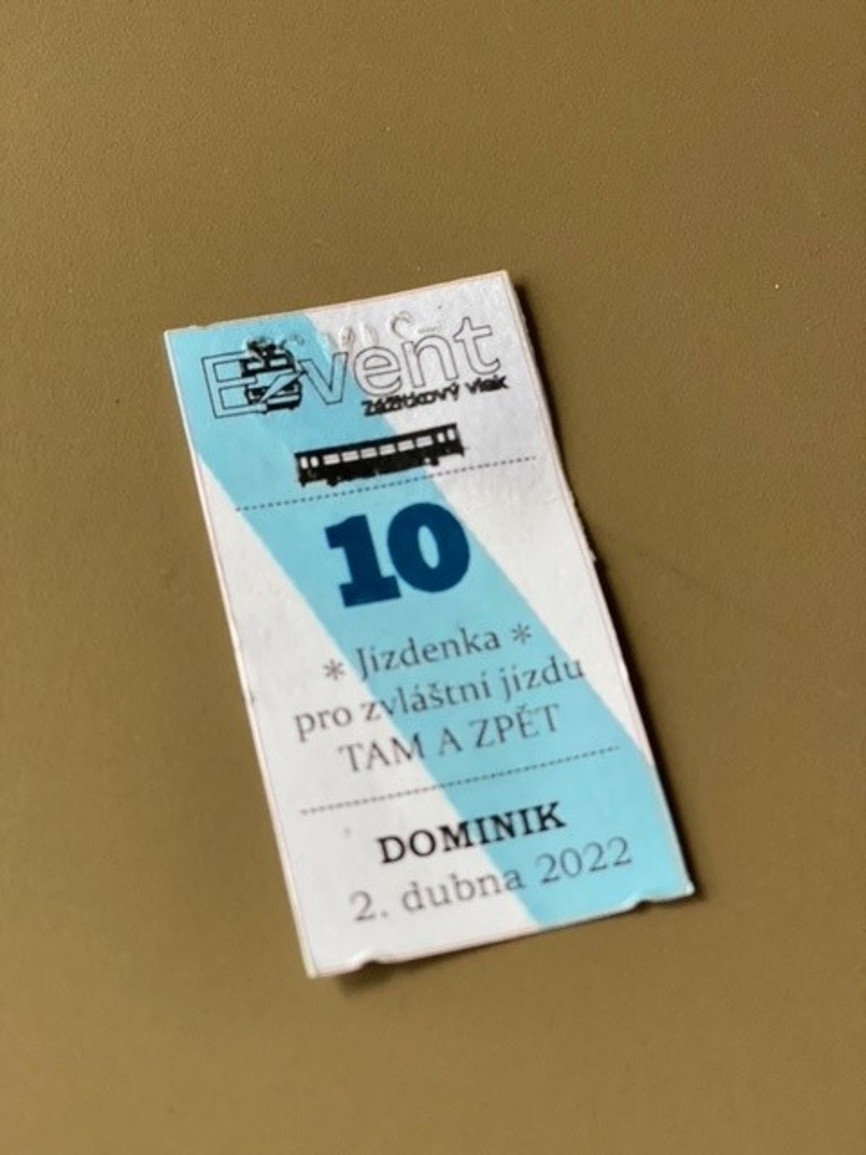 Event
Zážitkový vlak
10
* Jízdenka *
pro zvláštní jízdu
TAM A ZPĚT
DOMINIK
2. dubna 2022